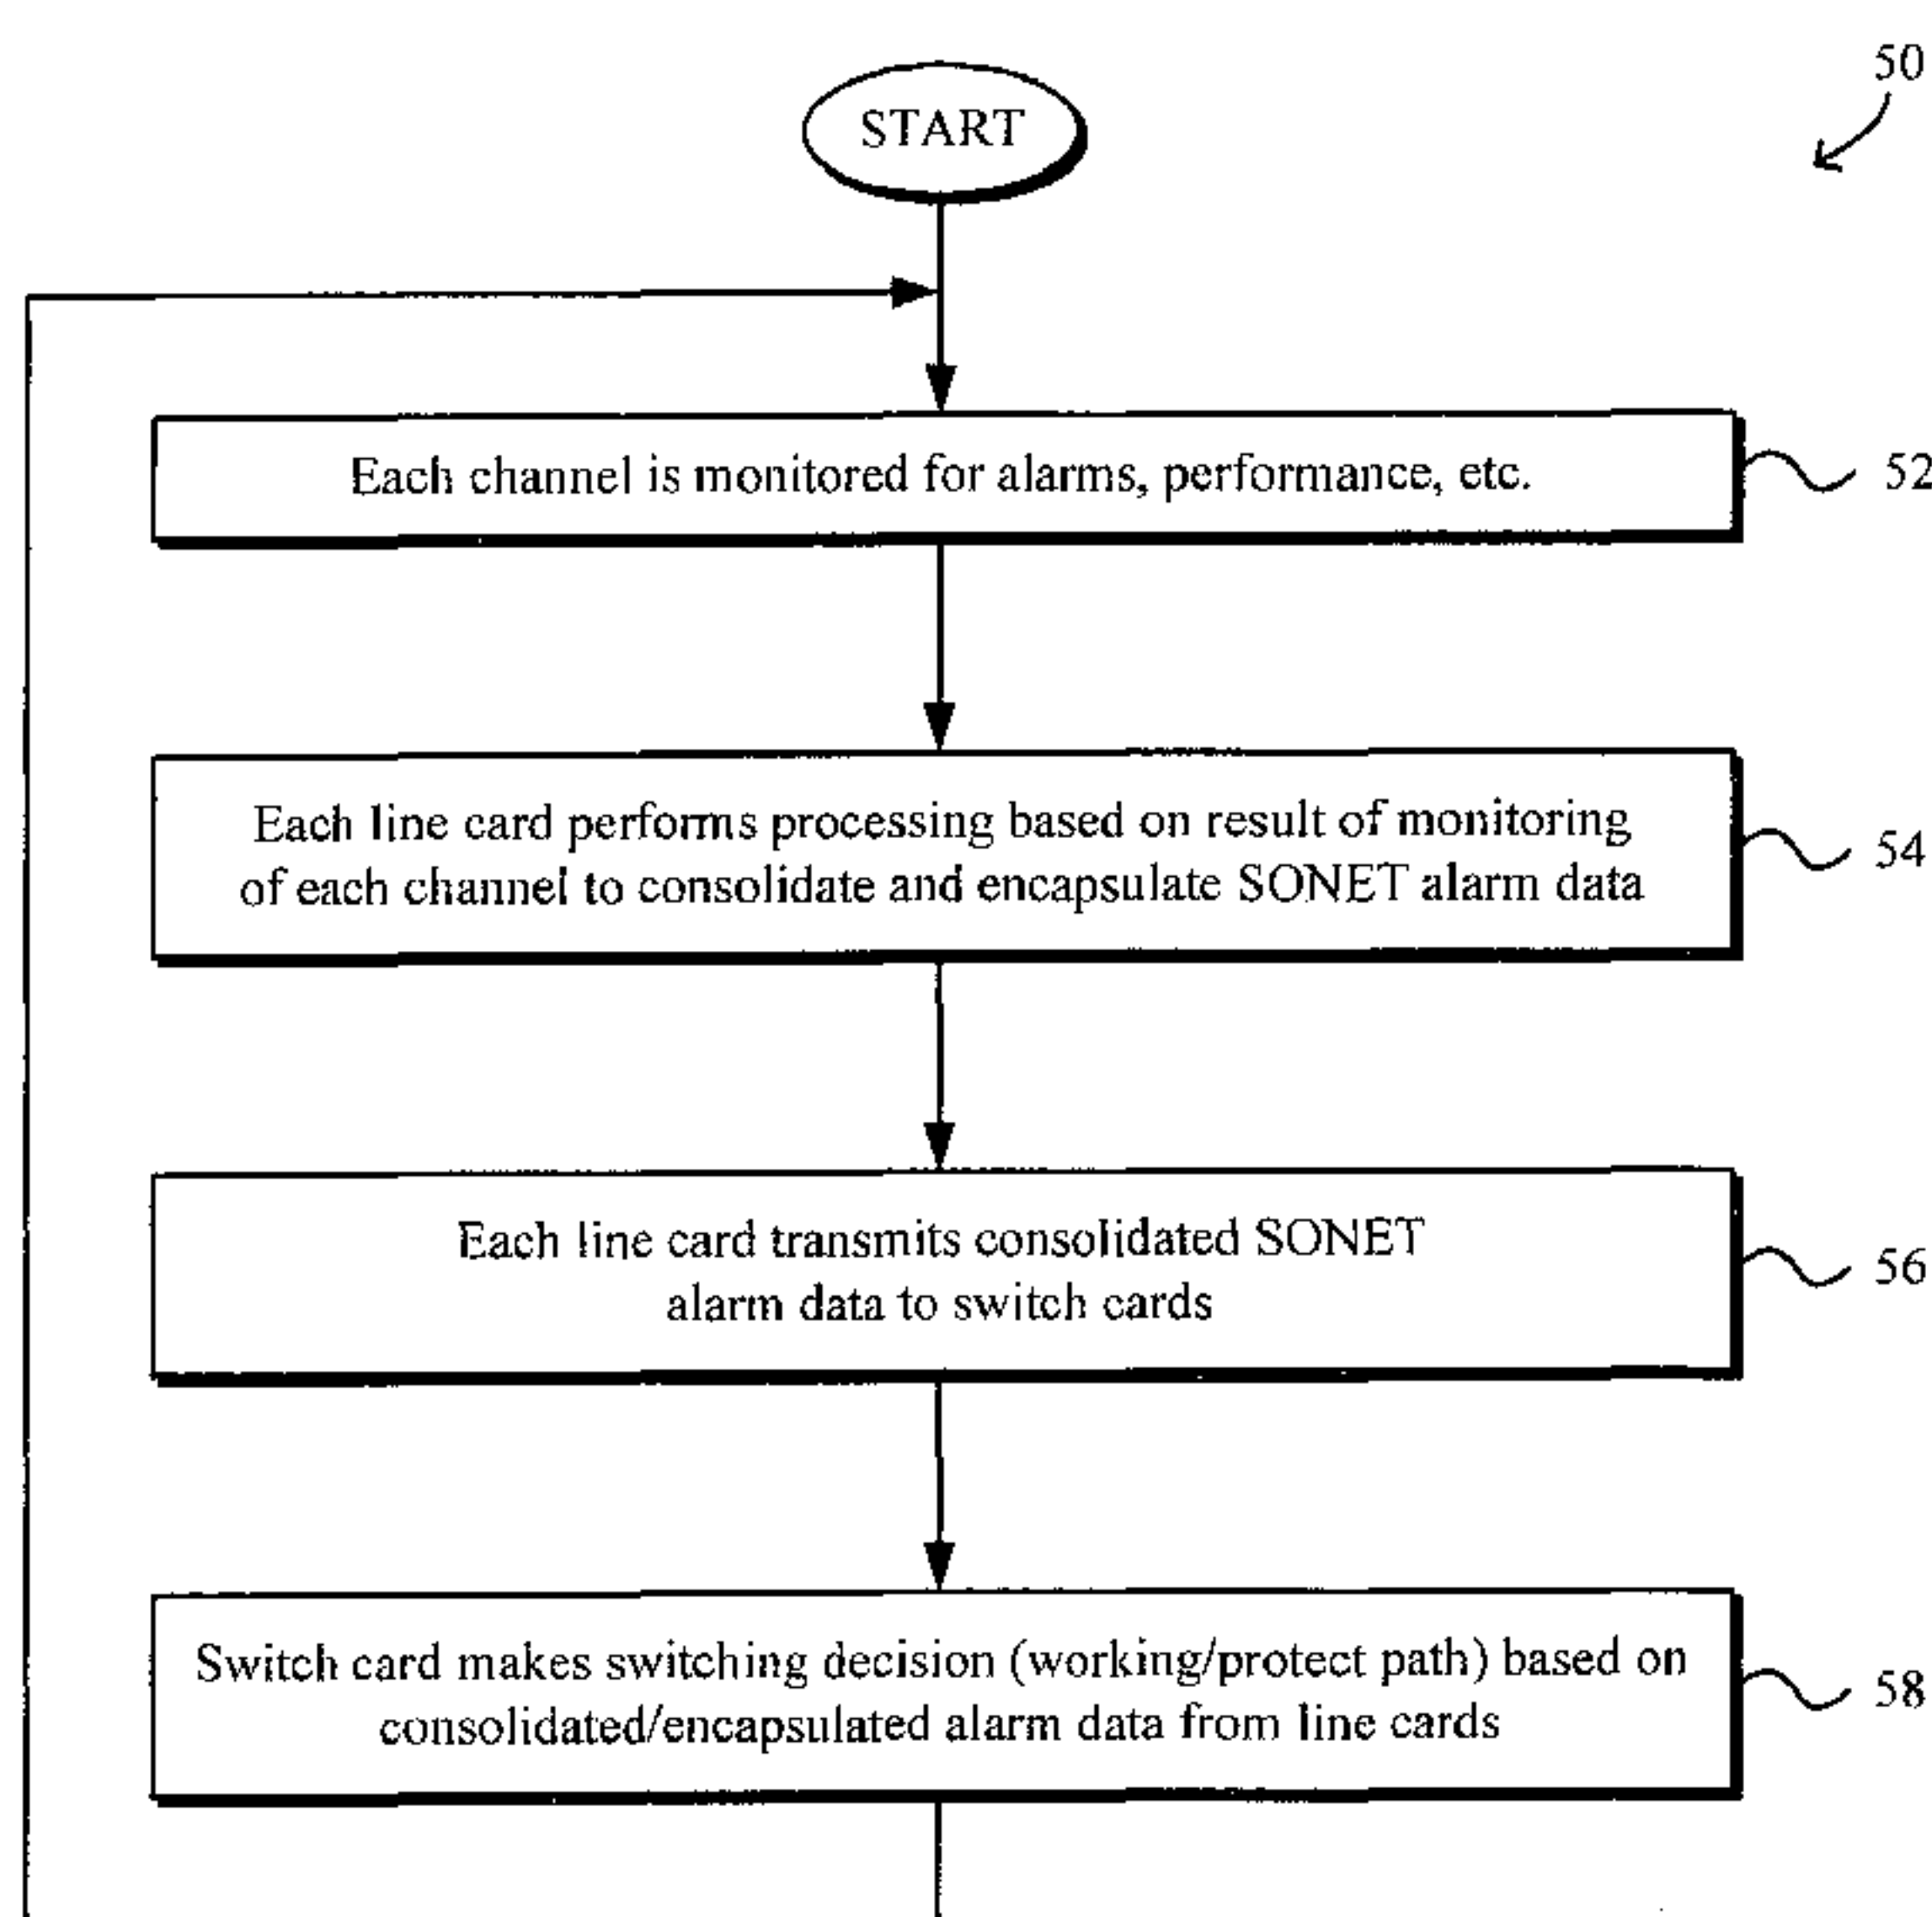 50
START
Each channel is monitored for alarms, performance, etc.
52
Each line card performs processing based on result of monitoring
of each channel to consolidate and encapsulate SONET alarm data
54
Each line card transmits consolidated SONET
alarm data to switch cards
56
Switch card makes switching decision (working/protect path) based on
consolidated/encapsulated alarm data from line cards
58